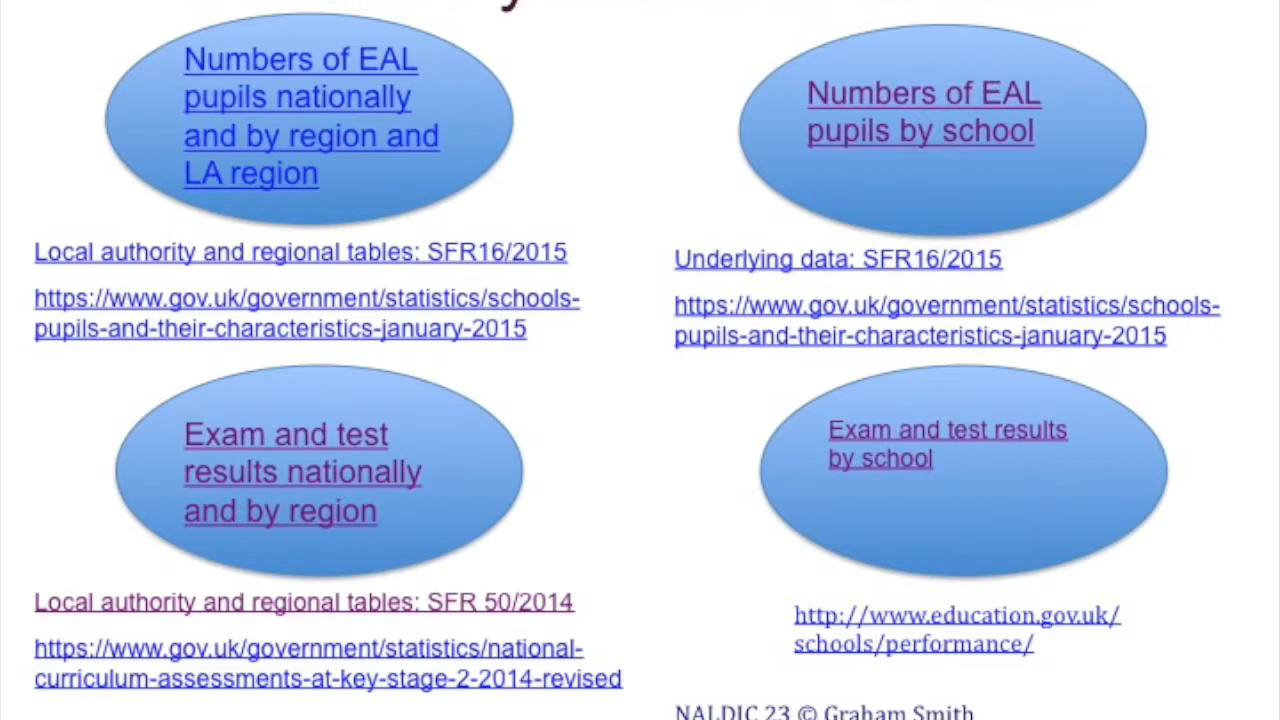 Numbers of EAL
pupils nationally
and by region and
LA region
Numbers of EAL
pupils by school
Local authority and regional tables: SFR16/2015
https://www.gov.uk/government/statistics/schools-
pupils-and-their-characteristics-january-2015
Underlying data: SFR16/2015
https://www.gov.uk/government/statistics/schools-
pupils-and-their-characteristics-january-2015
Exam and test
results nationally
and by region
Exam and test results
by school
Local authority and regional tables: SFR 50/2014
https://www.gov.uk/government/statistics/national-
curriculum-assessments-at-key-stage-2-2014-revised
http://www.education.gov.uk/
schools/performance/
NALDIC 23 © Graham Smith